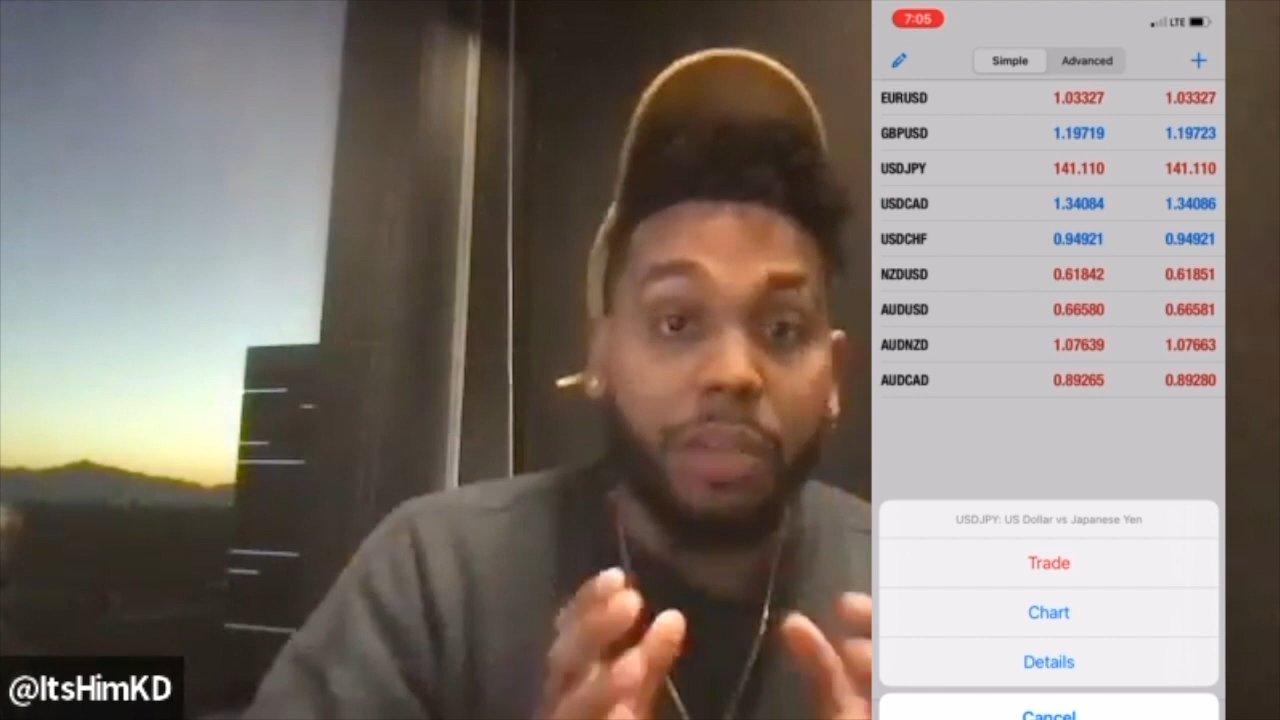 7:05
LTE
Simple Advanced +
EURUSD 1.03327 1.03327
GBPUSD 1.19719 1.19723
USDJPY 141.110 141.110
USDCAD 1.34084 1.34086
USDCHF 0.94921 0.94921
NZDUSD 0.61842 0.61851
AUDUSD 0.66580 0.66581
AUDNZD 1.07639 1.07663
AUDCAD 0.89265 0.89280
USDJPY: US Dollar vs Japanese Yen
Trade
Chart
Details
Cancel
@ItsHimKD